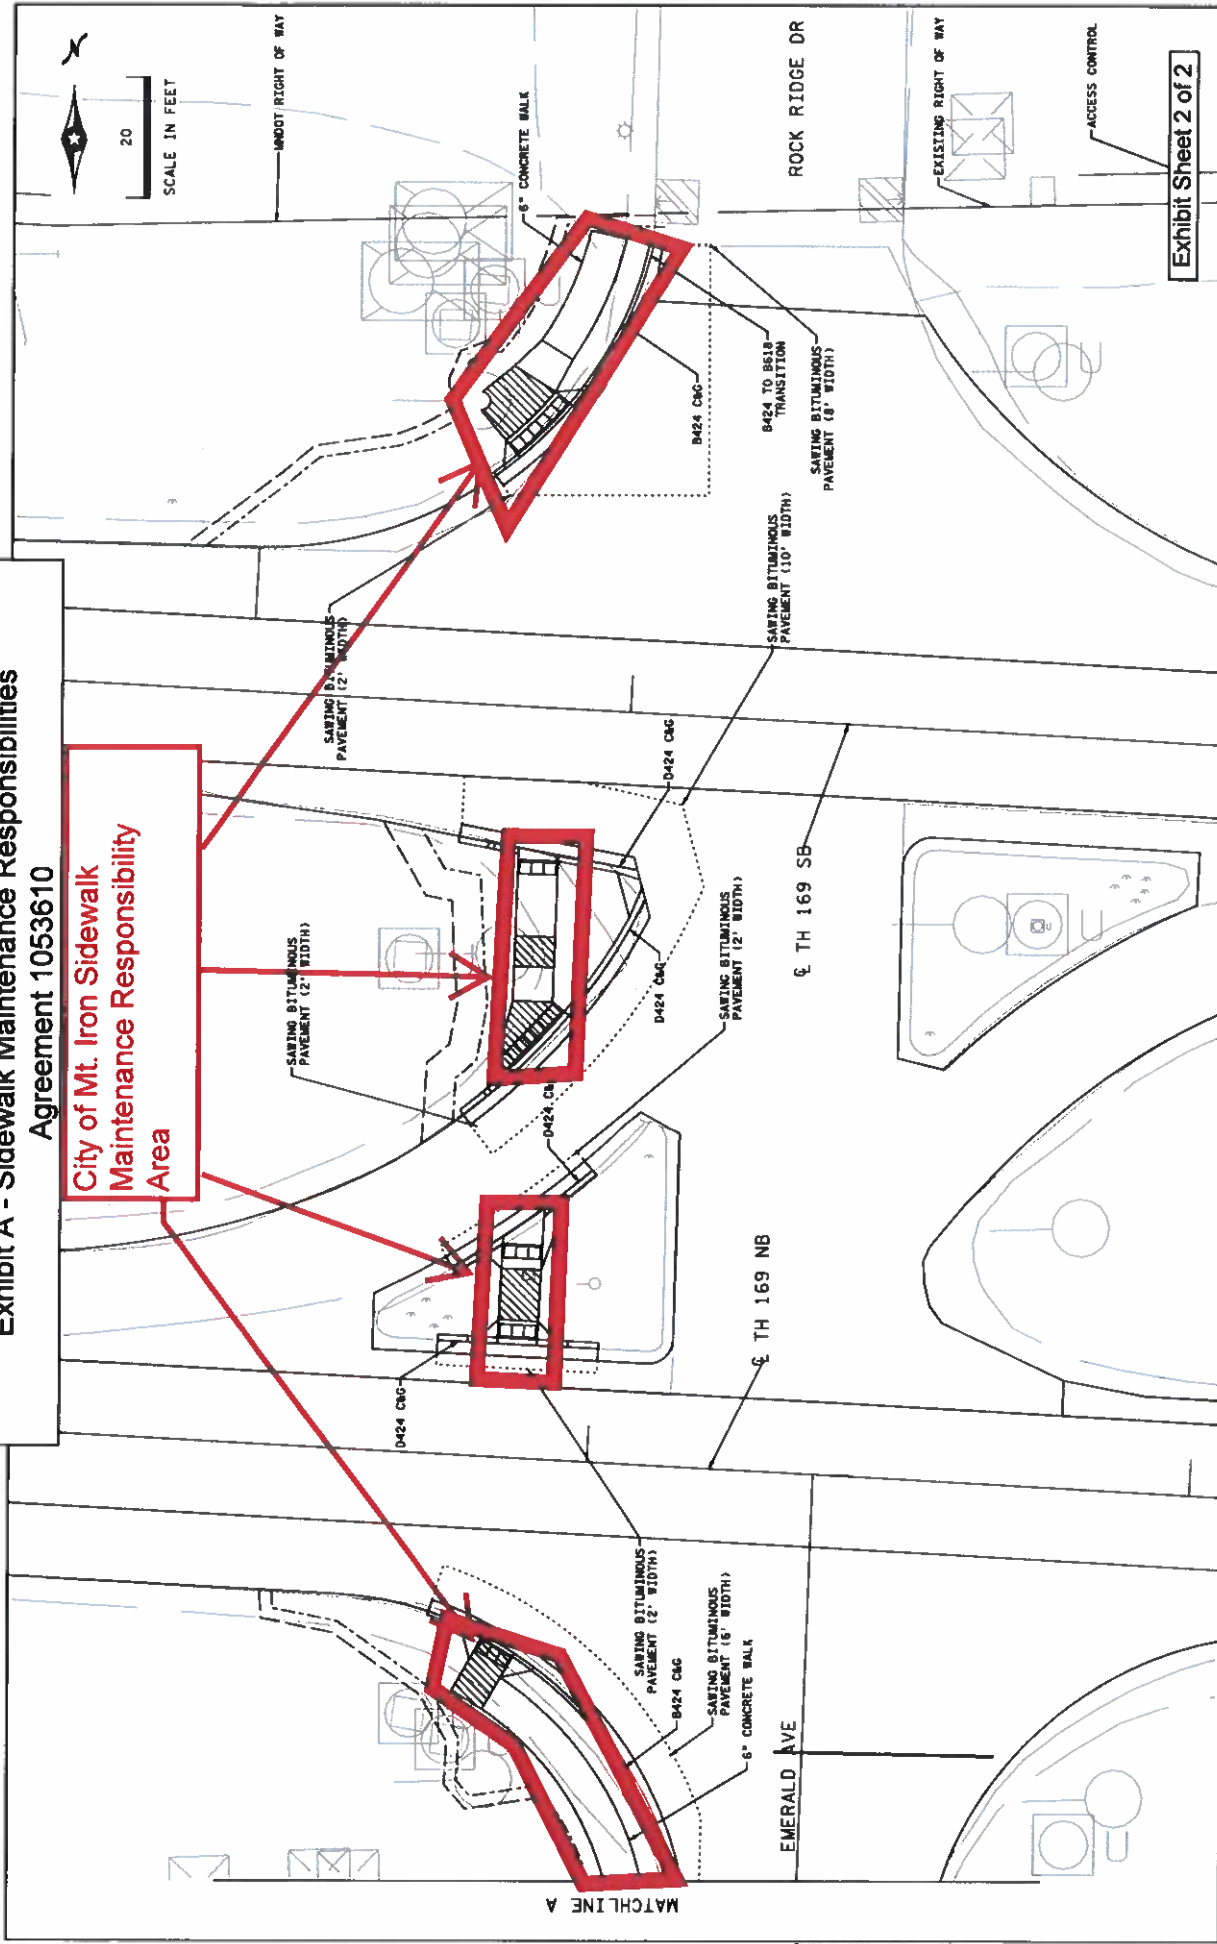 Exhibit A - Sidewalk Maintenance Responsibilities
Agreement 1053610
City of Mt. Iron Sidewalk
Maintenance Responsibility
Area
20
SCALE IN FEET
MNDOT RIGHT OF WAY
6" CONCRETE WALK
ROCK RIDGE DR
EXISTING RIGHT OF WAY
ACCESS CONTROL
Exhibit Sheet 2 of 2
SAWING BITUMINOUS
PAVEMENT (2' WIDTH)
B424 C&G
B424 TO B618
TRANSITION
SAWING BITUMINOUS
PAVEMENT (8' WIDTH)
SAWING BITUMINOUS
PAVEMENT (10' WIDTH)
D424 C&G
SAWING BITUMINOUS
PAVEMENT (2' WIDTH)
D424 C&G
SAWING BITUMINOUS
PAVEMENT (2' WIDTH)
℄ TH 169 SB
D424 C&G
D424 C&G
℄ TH 169 NB
SAWING BITUMINOUS
PAVEMENT (2' WIDTH)
B424 C&G
SAWING BITUMINOUS
PAVEMENT (6' WIDTH)
6" CONCRETE WALK
EMERALD AVE
MATCHLINE A